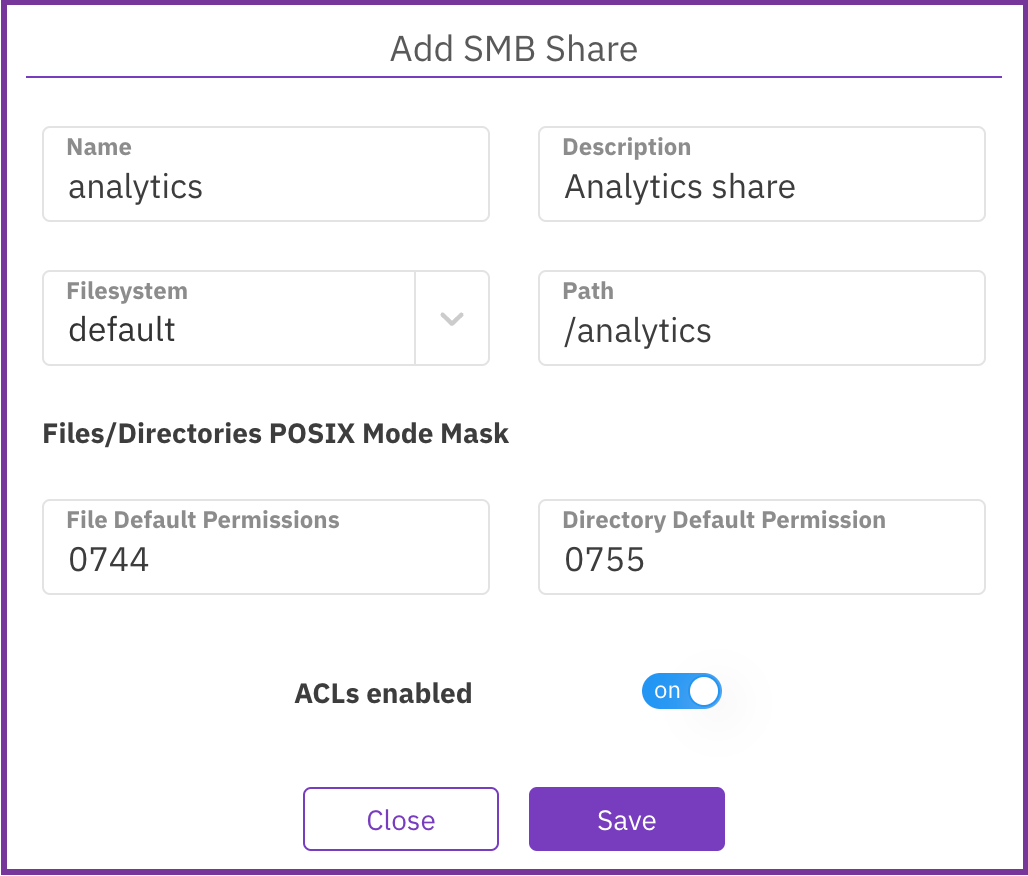 Add SMB Share
Name
analytics
Description
Analytics share
Filesystem
default
Path
/analytics
Files/Directories POSIX Mode Mask
File Default Permissions
0744
Directory Default Permission
0755
ACLs enabled
on
Close
Save